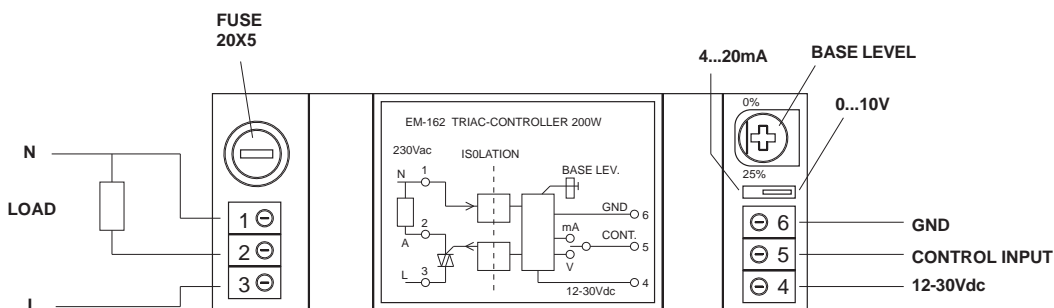 FUSE
20X5
4...20mA
BASE LEVEL
0...10V
N
LOAD
L
1
2
3
EM-162 TRIAC-CONTROLLER 200W
230Vac
ISOLATION
BASE LEV.
N
1
GND
6
mA
2
CONT.
5
A
V
L
3
12-30Vdc
4
0%
25%
6
GND
5
CONTROL INPUT
4
12-30Vdc